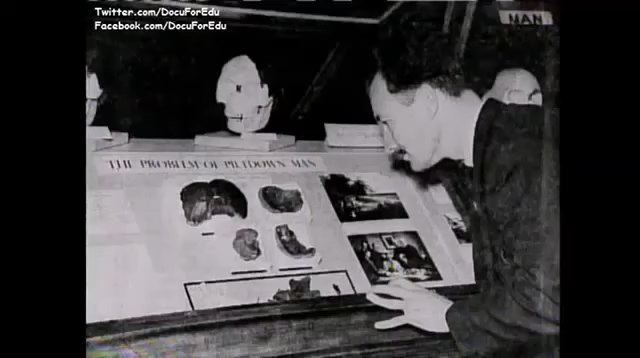 Twitter.com/DocuForEdu
Facebook.com/DocuForEdu
MAN
THE PROBLEM OF PILTDOWN MAN